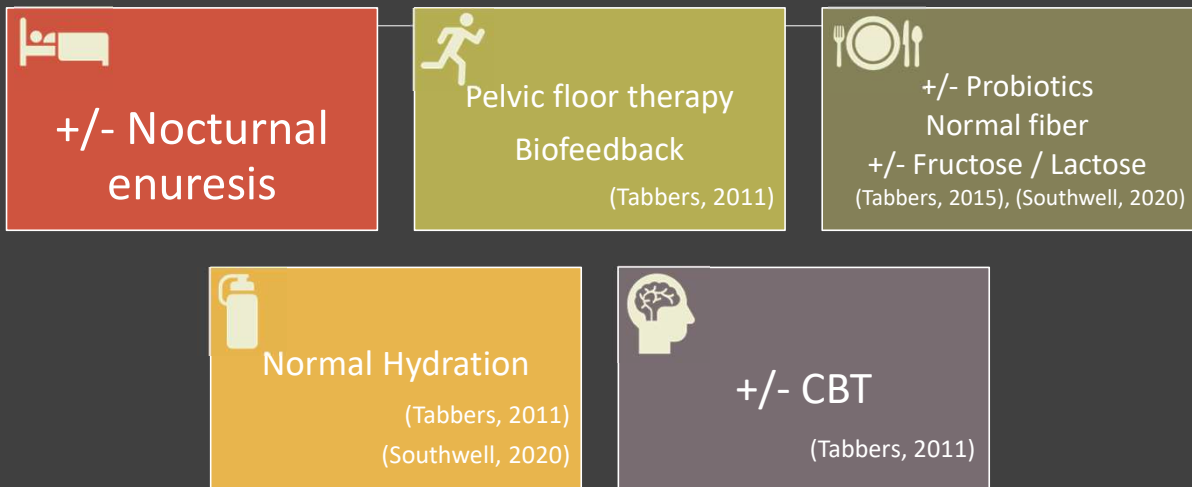 +/- Nocturnal
enuresis
Pelvic floor therapy
Biofeedback
(Tabbers, 2011)
+/- Probiotics
Normal fiber
+/- Fructose / Lactose
(Tabbers, 2015), (Southwell, 2020)
Normal Hydration
(Tabbers, 2011)
(Southwell, 2020)
+/- CBT
(Tabbers, 2011)